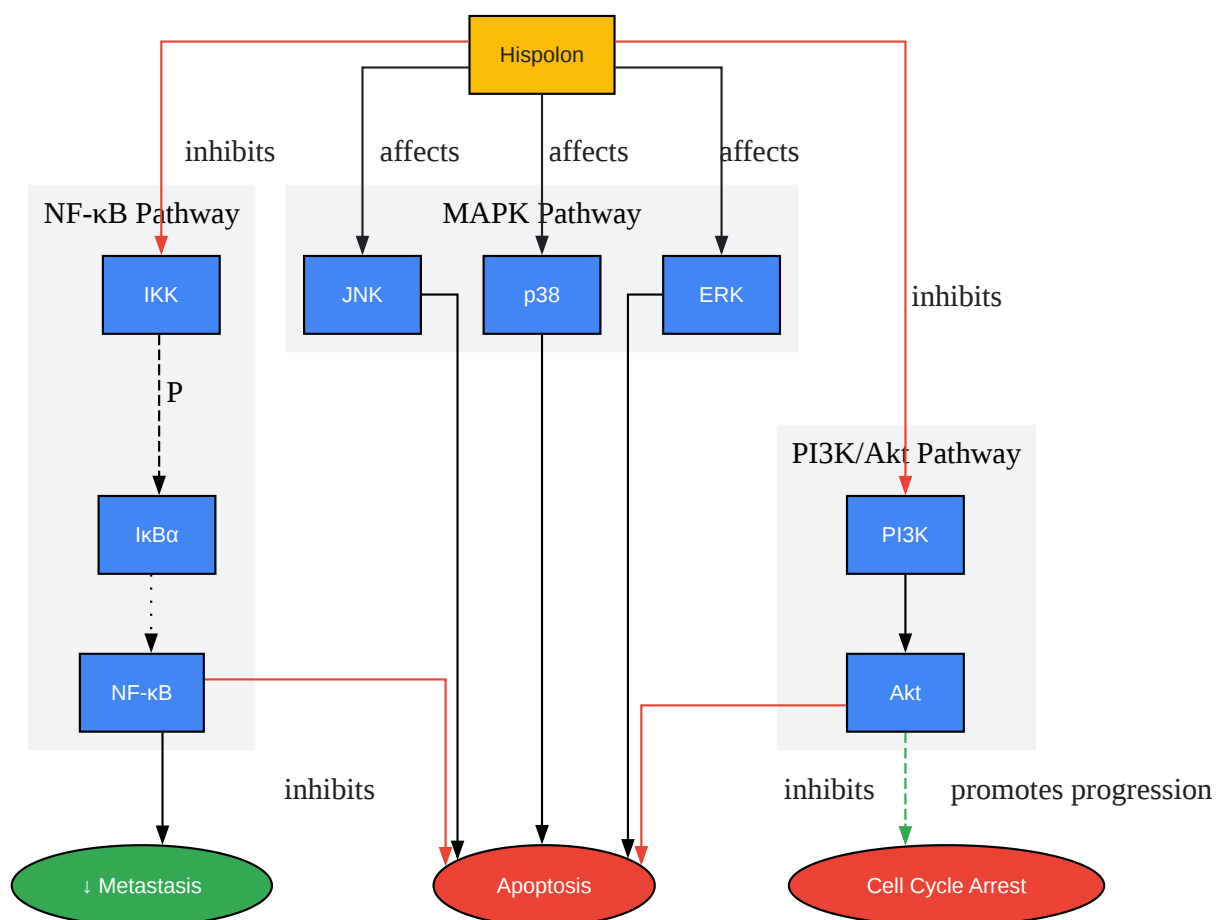 Hispolon
inhibits
affects
affects
affects
NF-κB Pathway
MAPK Pathway
IKK
JNK
p38
ERK
inhibits
P
PI3K/Akt Pathway
IκBα
PI3K
NF-κB
Akt
inhibits
inhibits
promotes progression
↓ Metastasis
Apoptosis
Cell Cycle Arrest